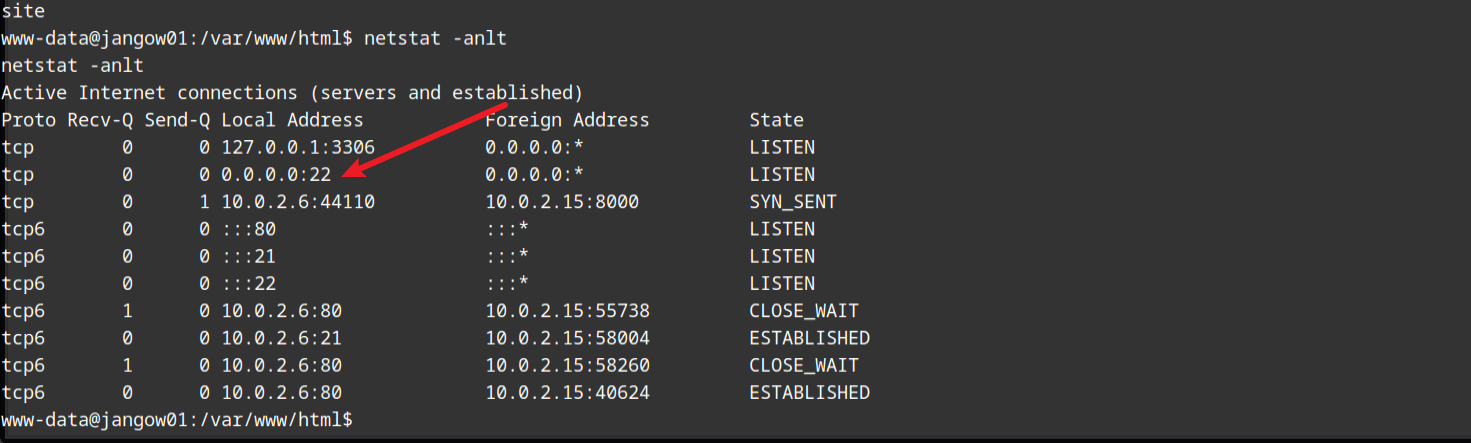 site
www-data@jangow01:/var/www/html$ netstat -anlt
netstat -anlt
Active Internet connections (servers and established)
Proto Recv-Q Send-Q Local Address           Foreign Address         State
tcp        0      0 127.0.0.1:3306          0.0.0.0:*               LISTEN
tcp        0      0 0.0.0.0:22              0.0.0.0:*               LISTEN
tcp        0      1 10.0.2.6:44110          10.0.2.15:8000          SYN_SENT
tcp6       0      0 :::80                   :::*                    LISTEN
tcp6       0      0 :::21                   :::*                    LISTEN
tcp6       0      0 :::22                   :::*                    LISTEN
tcp6       1      0 10.0.2.6:80             10.0.2.15:55738         CLOSE_WAIT
tcp6       0      0 10.0.2.6:21             10.0.2.15:58004         ESTABLISHED
tcp6       1      0 10.0.2.6:80             10.0.2.15:58260         CLOSE_WAIT
tcp6       0      0 10.0.2.6:80             10.0.2.15:40624         ESTABLISHED
www-data@jangow01:/var/www/html$